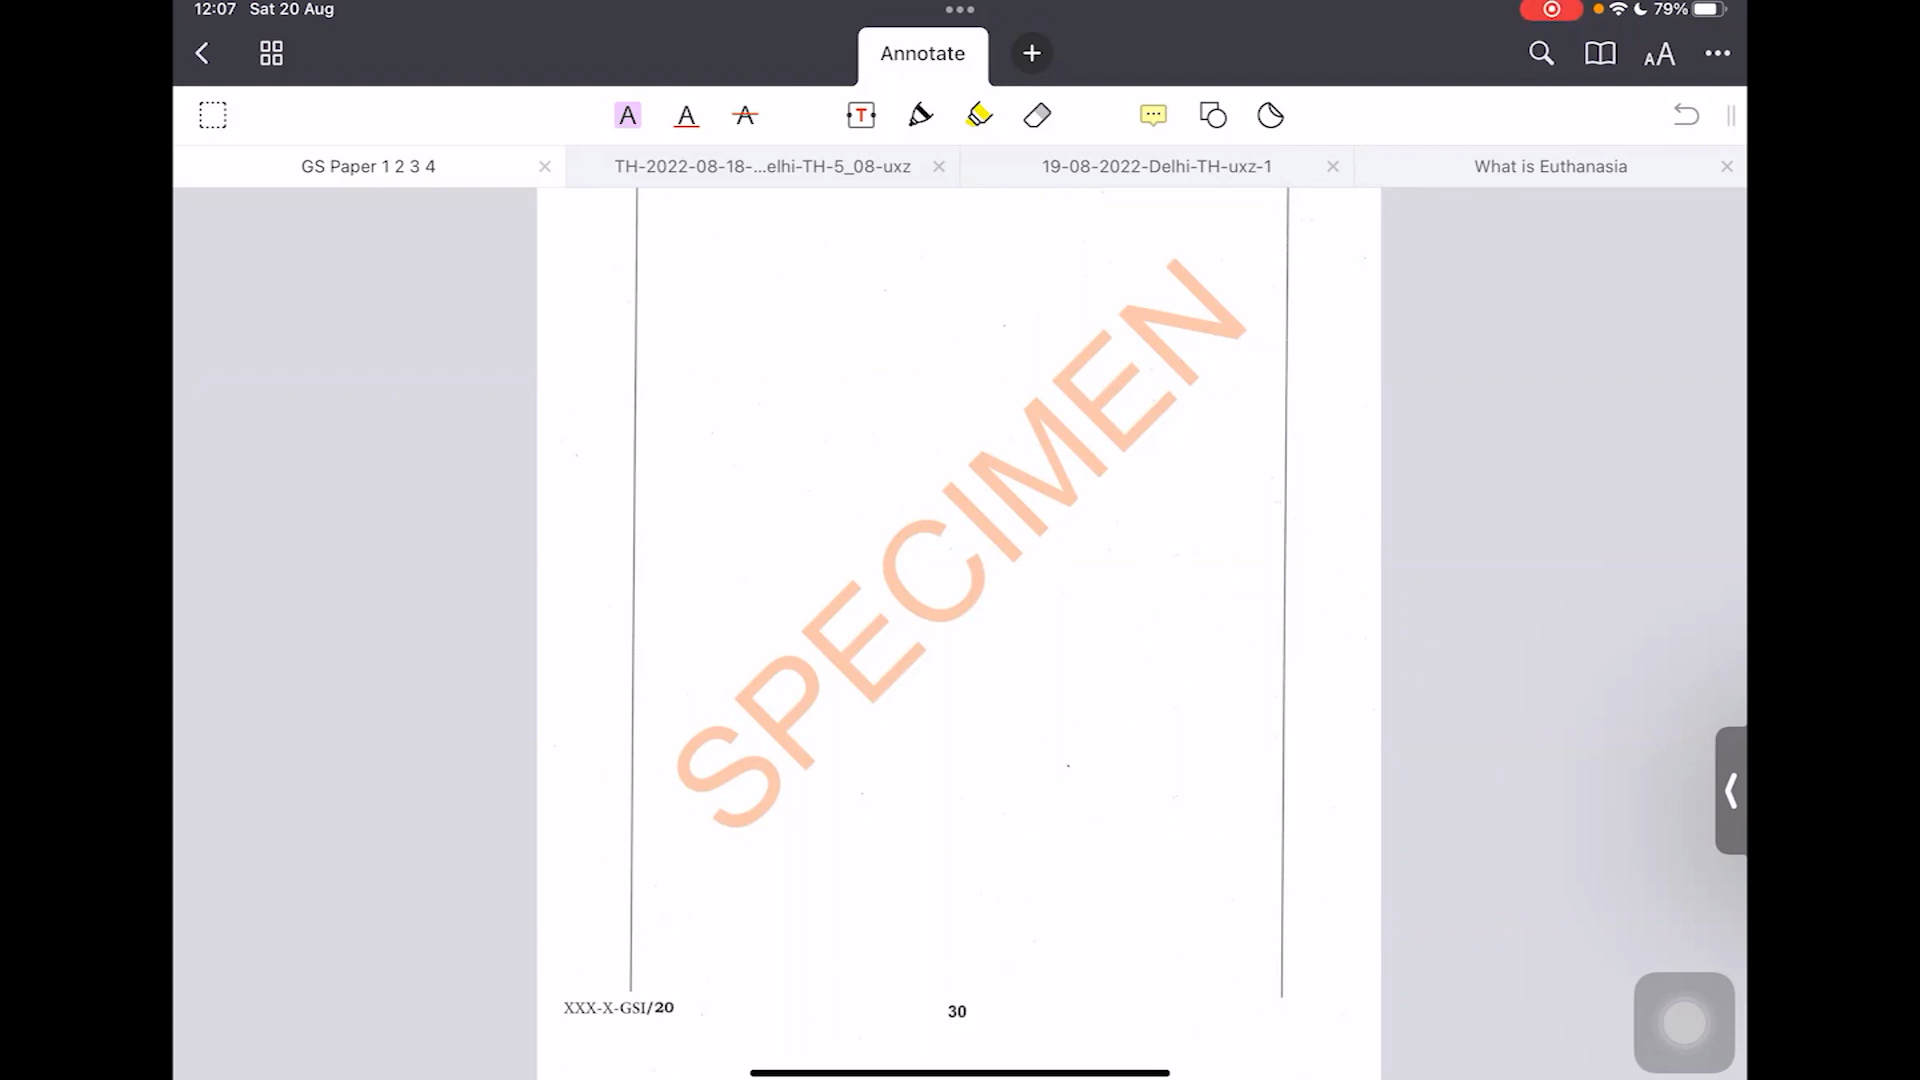 12:07 Sat 20 Aug
79%
Annotate
A A A T
AA
GS Paper 1 2 3 4
TH-2022-08-18-...elhi-TH-5_08-uxz
19-08-2022-Delhi-TH-uxz-1
What is Euthanasia
SPECIMEN
XXX-X-GSI/20
30